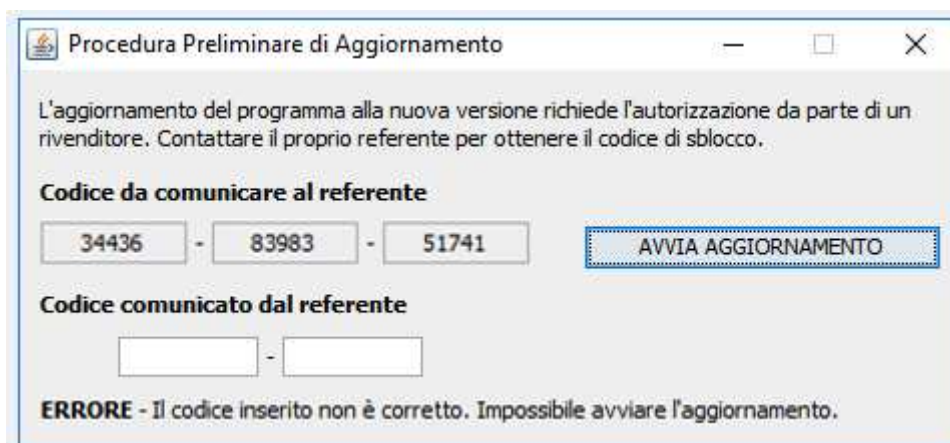 Procedura Preliminare di Aggiornamento
L'aggiornamento del programma alla nuova versione richiede l'autorizzazione da parte di un
rivenditore. Contattare il proprio referente per ottenere il codice di sblocco.
Codice da comunicare al referente
34436 - 83983 - 51741 AVVIA AGGIORNAMENTO
Codice comunicato dal referente
-
ERRORE - Il codice inserito non è corretto. Impossibile avviare l'aggiornamento.